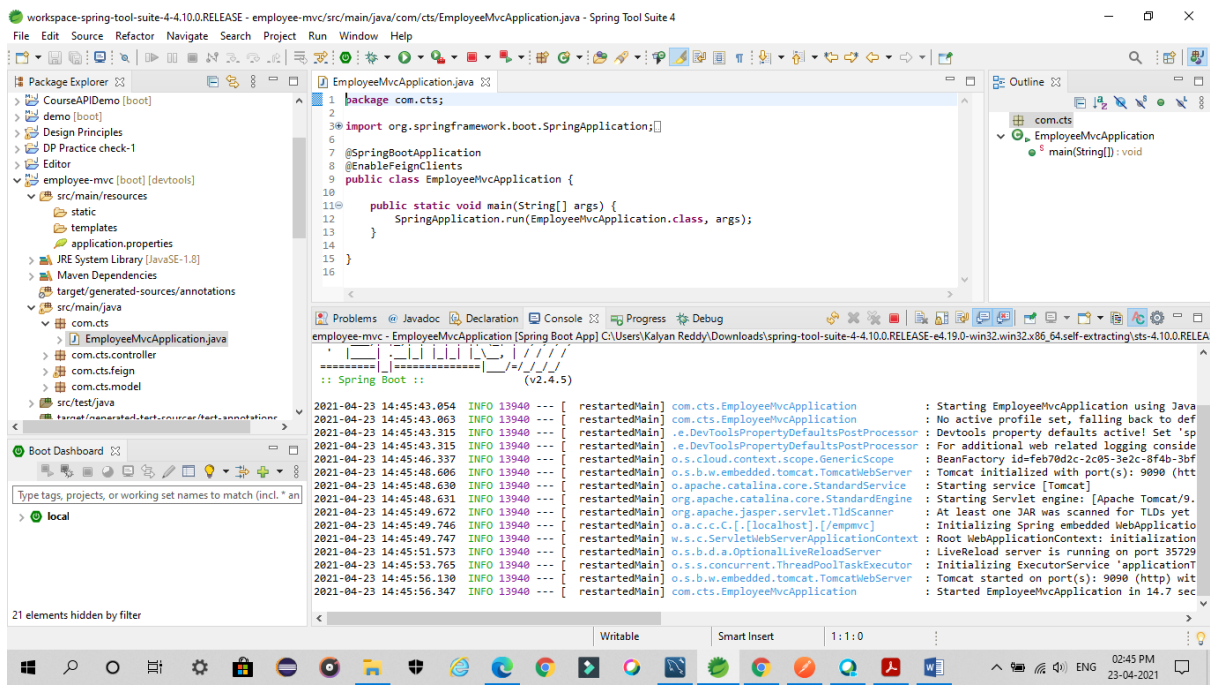 workspace-spring-tool-suite-4-4.10.0.RELEASE - employee-mvc/src/main/java/com/cts/EmployeeMvcApplication.java - Spring Tool Suite 4
File Edit Source Refactor Navigate Search Project Run Window Help
Package Explorer
CourseAPIDemo [boot]
demo [boot]
Design Principles
DP Practice check-1
Editor
employee-mvc [boot] [devtools]
src/main/resources
static
templates
application.properties
JRE System Library [JavaSE-1.8]
Maven Dependencies
target/generated-sources/annotations
src/main/java
com.cts
EmployeeMvcApplication.java
com.cts.controller
com.cts.feign
com.cts.model
src/test/java
target/generated-test-sources/test-annotations
Boot Dashboard
Type tags, projects, or working set names to match (incl. * an
local
21 elements hidden by filter
EmployeeMvcApplication.java
1 package com.cts;
2
3 import org.springframework.boot.SpringApplication;
6
7 @SpringBootApplication
8 @EnableFeignClients
9 public class EmployeeMvcApplication {
10
11 public static void main(String[] args) {
12 SpringApplication.run(EmployeeMvcApplication.class, args);
13 }
14
15 }
16
Outline
com.cts
EmployeeMvcApplication
main(String[]) : void
Problems Javadoc Declaration Console Progress Debug
employee-mvc - EmployeeMvcApplication [Spring Boot App] C:\Users\Kalyan Reddy\Downloads\spring-tool-suite-4-4.10.0.RELEASE-e4.19.0-win32.win32.x86_64.self-extracting\sts-4.10.0.RELEA
:: Spring Boot :: (v2.4.5)
2021-04-23 14:45:43.054 INFO 13940 --- [ restartedMain] com.cts.EmployeeMvcApplication : Starting EmployeeMvcApplication using Java
2021-04-23 14:45:43.063 INFO 13940 --- [ restartedMain] com.cts.EmployeeMvcApplication : No active profile set, falling back to def
2021-04-23 14:45:43.315 INFO 13940 --- [ restartedMain] .e.DevToolsPropertyDefaultsPostProcessor : Devtools property defaults active! Set 'sp
2021-04-23 14:45:43.315 INFO 13940 --- [ restartedMain] .e.DevToolsPropertyDefaultsPostProcessor : For additional web related logging conside
2021-04-23 14:45:46.337 INFO 13940 --- [ restartedMain] o.s.cloud.context.scope.GenericScope : BeanFactory id=feb70d2c-2c05-3e2c-8f4b-3bf
2021-04-23 14:45:48.606 INFO 13940 --- [ restartedMain] o.s.b.w.embedded.tomcat.TomcatWebServer : Tomcat initialized with port(s): 9090 (htt
2021-04-23 14:45:48.630 INFO 13940 --- [ restartedMain] o.apache.catalina.core.StandardService : Starting service [Tomcat]
2021-04-23 14:45:48.631 INFO 13940 --- [ restartedMain] org.apache.catalina.core.StandardEngine : Starting Servlet engine: [Apache Tomcat/9.
2021-04-23 14:45:49.672 INFO 13940 --- [ restartedMain] org.apache.jasper.servlet.TldScanner : At least one JAR was scanned for TLDs yet
2021-04-23 14:45:49.746 INFO 13940 --- [ restartedMain] o.a.c.c.C.[.[localhost].[/empmvc] : Initializing Spring embedded WebApplicatio
2021-04-23 14:45:49.747 INFO 13940 --- [ restartedMain] w.s.c.ServletWebServerApplicationContext : Root WebApplicationContext: initialization
2021-04-23 14:45:51.573 INFO 13940 --- [ restartedMain] o.s.b.d.a.OptionalLiveReloadServer : LiveReload server is running on port 35729
2021-04-23 14:45:53.765 INFO 13940 --- [ restartedMain] o.s.s.concurrent.ThreadPoolTaskExecutor : Initializing ExecutorService 'applicationT
2021-04-23 14:45:56.130 INFO 13940 --- [ restartedMain] o.s.b.w.embedded.tomcat.TomcatWebServer : Tomcat started on port(s): 9090 (http) wit
2021-04-23 14:45:56.347 INFO 13940 --- [ restartedMain] com.cts.EmployeeMvcApplication : Started EmployeeMvcApplication in 14.7 sec
Writable Smart Insert 1 : 1 : 0
ENG 02:45 PM
23-04-2021